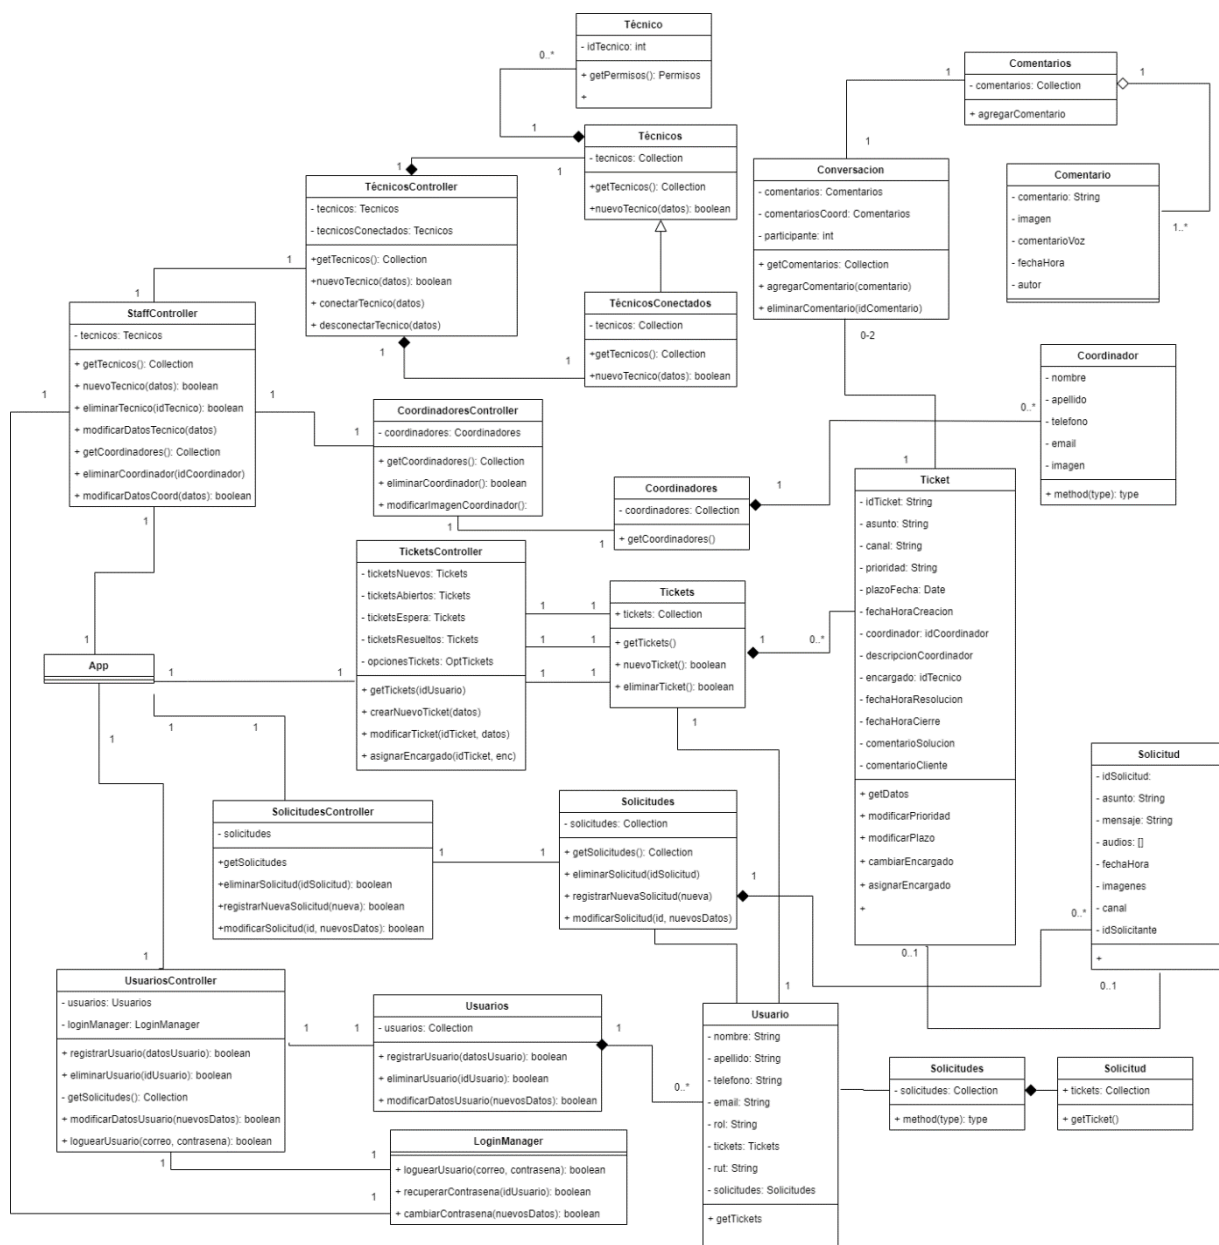 Tècnico
- idTecnico: int
+ getPermisos(): Permisos
+
0..*
1
Tècnicos
- tecnicos: Collection
+getTecnicos(): Collection
+nuevoTecnico(datos): boolean
1
1
TècnicosController
- tecnicos: Tecnicos
- tecnicosConectados: Tecnicos
+getTecnicos(): Collection
+nuevoTecnico(datos): boolean
+ conectarTecnico(datos)
+ desconectarTecnico(datos)
1
1
TècnicosConectados
- tecnicos: Collection
+getTecnicos(): Collection
+nuevoTecnico(datos): boolean
1
1
Comentarios
- comentarios: Collection
+ agregarComentario
1
1
1
Conversacion
- comentarios: Comentarios
- comentariosCoord: Comentarios
- participante: int
+ getComentarios: Collection
+ agregarComentario(comentario)
+ eliminarComentario(idComentario)
0-2
Comentario
- comentario: String
- imagen
- comentarioVoz
- fechaHora
- autor
1..*
StaffController
- tecnicos: Tecnicos
+ getTecnicos(): Collection
+ nuevoTecnico(datos): boolean
+ eliminarTecnico(idTecnico): boolean
+ modificarDatosTecnico(datos)
+ getCoordinadores(): Collection
+ eliminarCoordinador(idCoordinador)
+ modificarDatosCoord(datos): boolean
1
1
1
1
CoordinadoresController
- coordinadores: Coordinadores
+ getCoordinadores(): Collection
+ eliminarCoordinador(): boolean
+ modificarImagenCoordinador():
1
1
1
Coordinadores
- coordinadores: Collection
+ getCoordinadores()
1
0..*
Coordinador
- nombre
- apellido
- telefono
- email
- imagen
+ method(type): type
1
Ticket
- idTicket: String
- asunto: String
- canal: String
- prioridad: String
- plazoFecha: Date
- fechaHoraCreacion
- coordinador: idCoordinador
- descripcionCoordinador
- encargado: idTecnico
- fechaHoraResolucion
- fechaHoraCierre
- comentarioSolucion
- comentarioCliente
+ getDatos
+ modificarPrioridad
+ modificarPlazo
+ cambiarEncargado
+ asignarEncargado
+
0..1
TicketsController
- ticketsNuevos: Tickets
- ticketsAbiertos: Tickets
- ticketsEspera: Tickets
- ticketsResueltos: Tickets
- opcionesTickets: OptTickets
+ getTickets(idUsuario)
+ crearNuevoTicket(datos)
+ modificarTicket(idTicket, datos)
+ asignarEncargado(idTicket, enc)
1
1
1
1
1
1
1
Tickets
+ tickets: Collection
+ getTickets()
+ nuevoTicket(): boolean
+ eliminarTicket(): boolean
1
0..*
1
App
1
1
1
1
1
SolicitudesController
- solicitudes
+getSolicitudes
+eliminarSolicitud(idSolicitud): boolean
+registrarNuevaSolicitud(nueva): boolean
+modificarSolicitud(id, nuevosDatos): boolean
1
1
Solicitudes
- solicitudes: Collection
+ getSolicitudes(): Collection
+ eliminarSolicitud(idSolicitud)
+ registrarNuevaSolicitud(nueva)
+ modificarSolicitud(id, nuevosDatos)
1
0..*
Solicitud
- idSolicitud:
- asunto: String
- mensaje: String
- audios: []
- fechaHora
- imagenes
- canal
- idSolicitante
+
0..1
1
UsuariosController
- usuarios: Usuarios
- loginManager: LoginManager
+ registrarUsuario(datosUsuario): boolean
+ eliminarUsuario(idUsuario): boolean
- getSolicitudes(): Collection
+ modificarDatosUsuario(nuevosDatos): boolean
+ loguearUsuario(correo, contrasena): boolean
1
1
1
Usuarios
- usuarios: Collection
+ registrarUsuario(datosUsuario): boolean
+ eliminarUsuario(idUsuario): boolean
+ modificarDatosUsuario(nuevosDatos): boolean
1
0..*
1
Usuario
- nombre: String
- apellido: String
- telefono: String
- email: String
- rol: String
- tickets: Tickets
- rut: String
- solicitudes: Solicitudes
+ getTickets
Solicitudes
- solicitudes: Collection
+ method(type): type
Solicitud
+ tickets: Collection
+ getTicket()
1
1
LoginManager
+ loguearUsuario(correo, contrasena): boolean
+ recuperarContrasena(idUsuario): boolean
+ cambiarContrasena(nuevosDatos): boolean